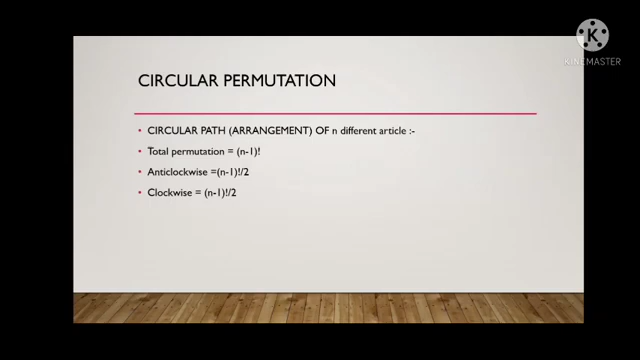 KINEMASTER
CIRCULAR PERMUTATION
• CIRCULAR PATH (ARRANGEMENT) OF n different article :-
• Total permutation = (n-1)!
• Anticlockwise =(n-1)!/2
• Clockwise = (n-1)!/2